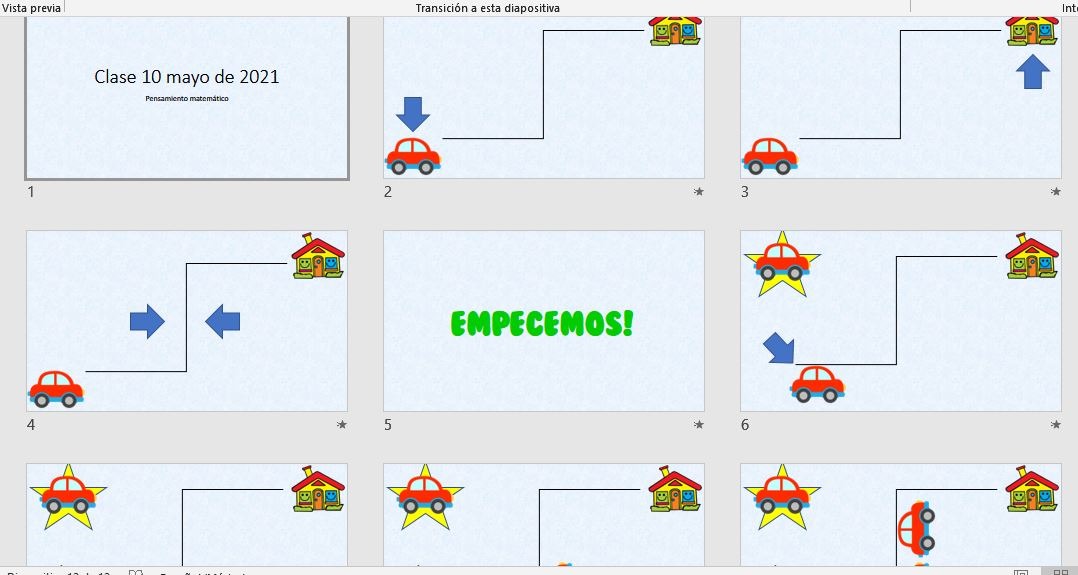 Vista previa
Transición a esta diapositiva
Clase 10 mayo de 2021
Pensamiento matemático
1
2
3
EMPECEMOS!
4
5
6